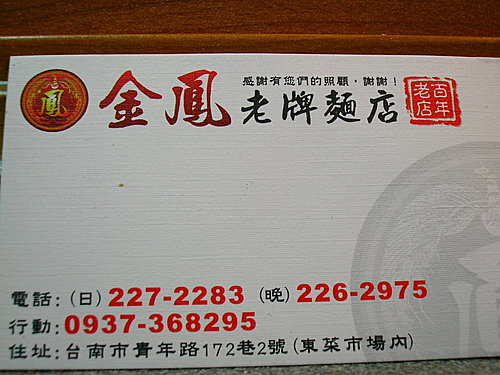 鳳
感謝有您們的照顧，謝謝！
金鳳老牌麵店
百年老店
電話：(日)227-2283 (晚)226-2975
行動：0937-368295
住址：台南市青年路172巷2號(東菜市場內)